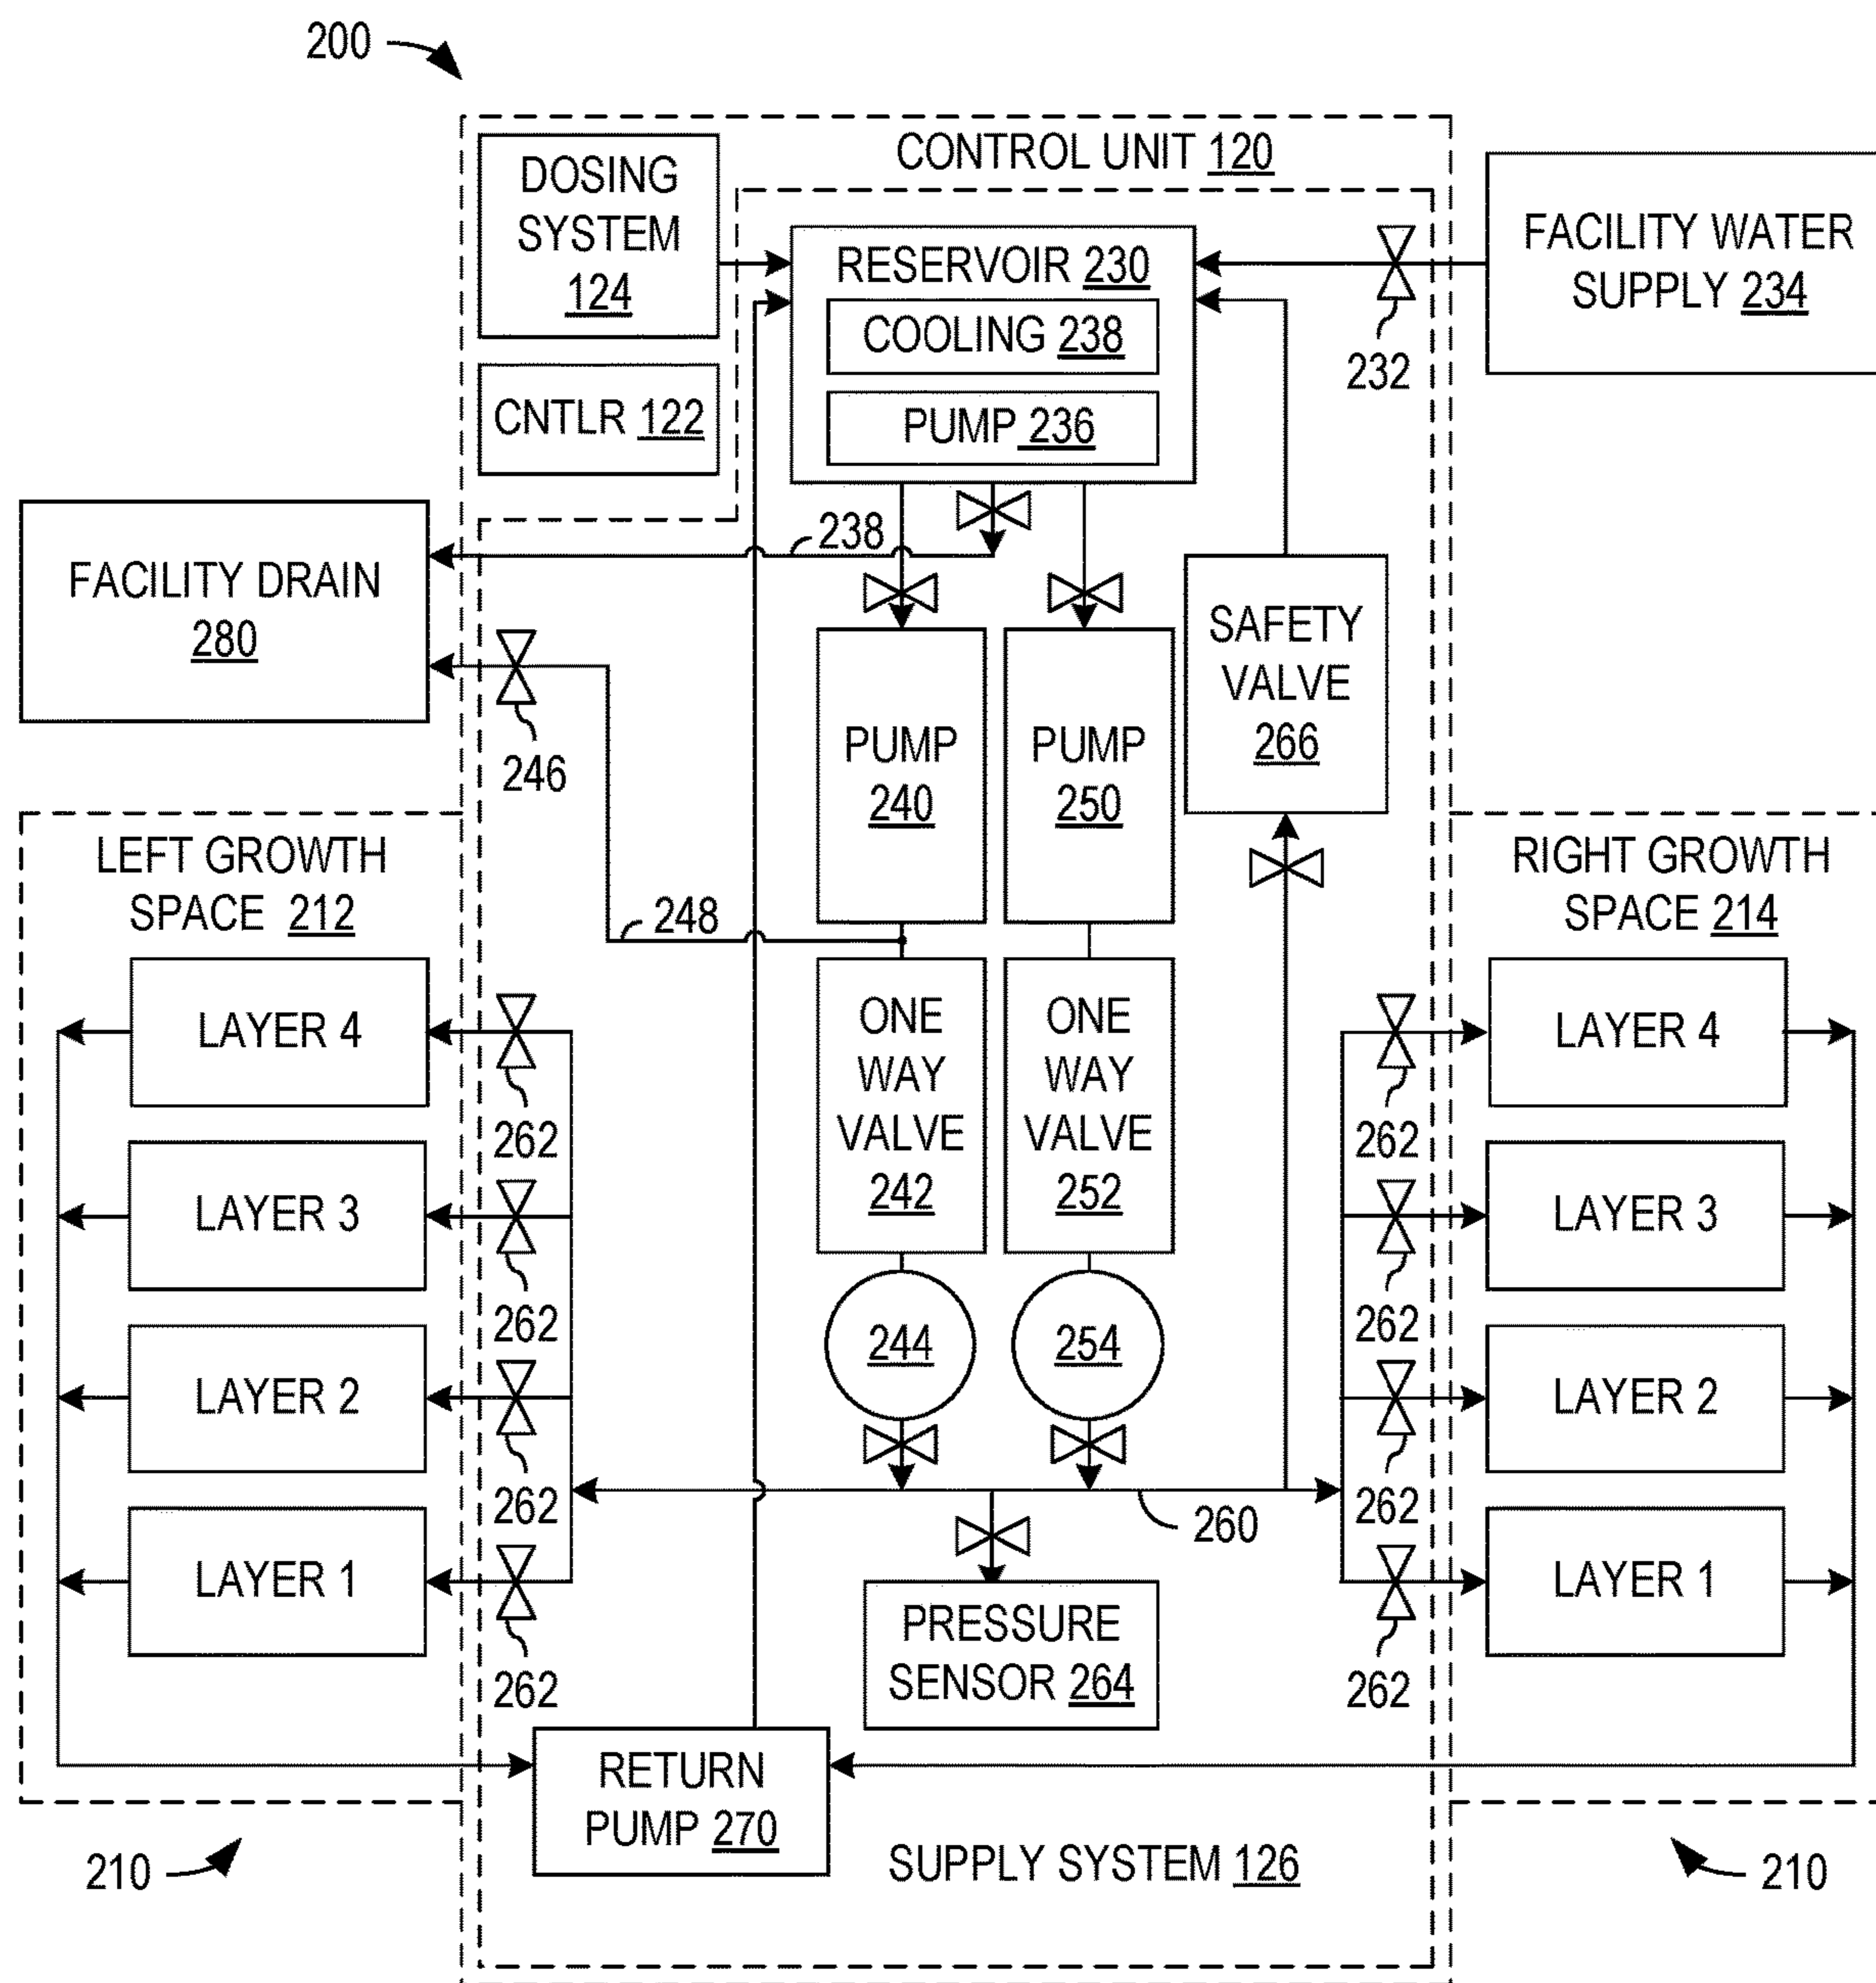 200
CONTROL UNIT 120
DOSING
SYSTEM
124
CNTLR 122
RESERVOIR 230
COOLING 238
PUMP 236
232
FACILITY WATER
SUPPLY 234
FACILITY DRAIN
280
238
246
248
PUMP
240
PUMP
250
SAFETY
VALVE
266
LEFT GROWTH
SPACE 212
LAYER 4
LAYER 3
LAYER 2
LAYER 1
262
262
262
262
ONE
WAY
VALVE
242
ONE
WAY
VALVE
252
244
254
260
PRESSURE
SENSOR 264
RIGHT GROWTH
SPACE 214
262
262
262
262
LAYER 4
LAYER 3
LAYER 2
LAYER 1
RETURN
PUMP 270
SUPPLY SYSTEM 126
210
210